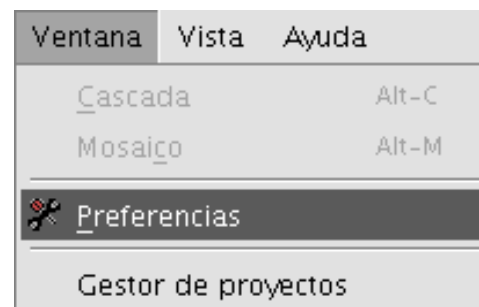 Ventana Vista Ayuda
Cascada Alt-C
Mosaico Alt-M
Preferencias
Gestor de proyectos